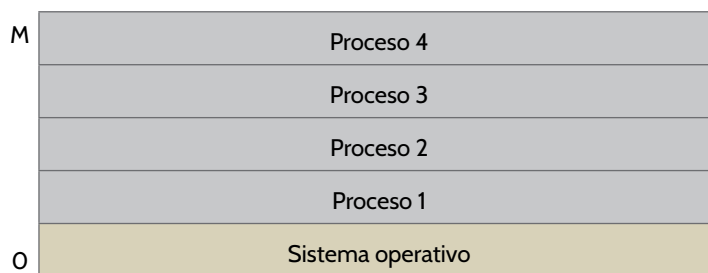 M
Proceso 4
Proceso 3
Proceso 2
Proceso 1
Sistema operativo
0